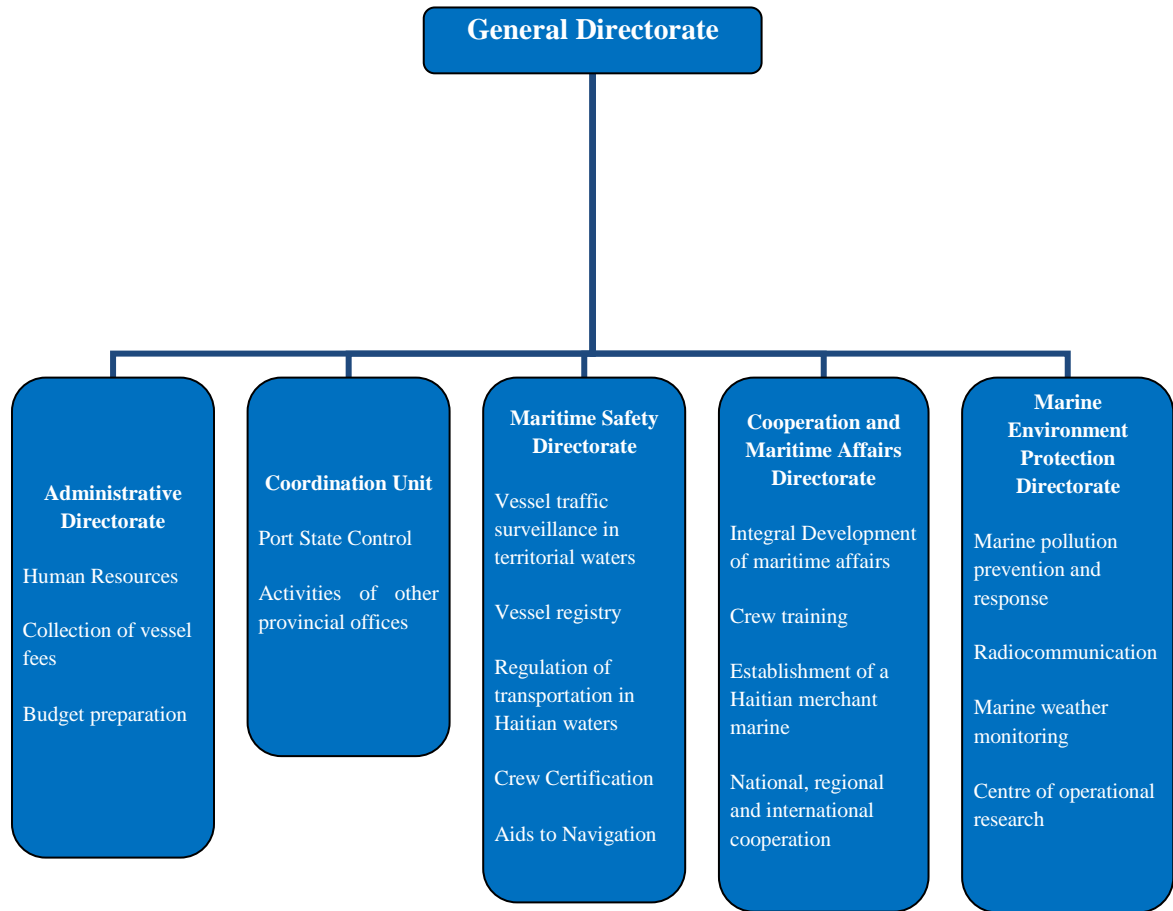 General Directorate
Administrative
Directorate
Human Resources
Collection of vessel
fees
Budget preparation
Coordination Unit
Port State Control
Activities of other
provincial offices
Maritime Safety
Directorate
Vessel traffic
surveillance in
territorial waters
Vessel registry
Regulation of
transportation in
Haitian waters
Crew Certification
Aids to Navigation
Cooperation and
Maritime Affairs
Directorate
Integral Development
of maritime affairs
Crew training
Establishment of a
Haitian merchant
marine
National, regional
and international
cooperation
Marine
Environment
Protection
Directorate
Marine pollution
prevention and
response
Radiocommunication
Marine weather
monitoring
Centre of operational
research